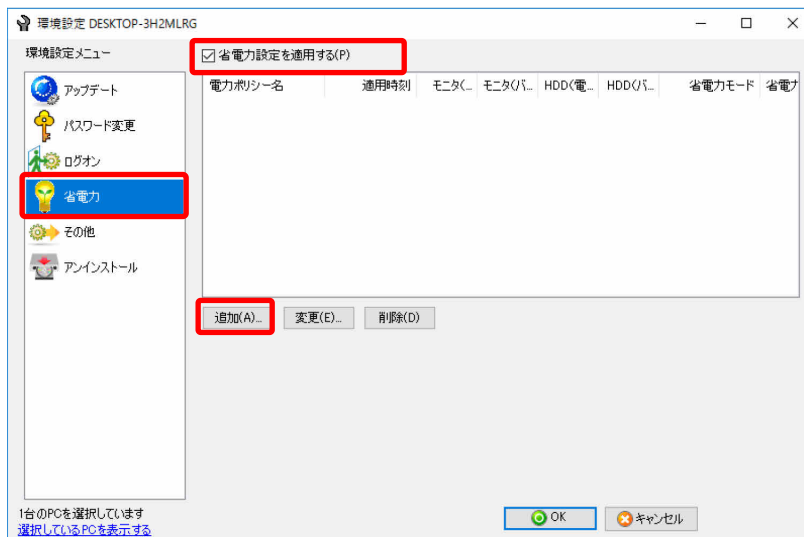 環境設定 DESKTOP-3H2MLRG
環境設定メニュー
省電力設定を適用する(P)
アップデート
パスワード変更
ログオン
省電力
その他
アンインストール
電力ポリシー名 適用時刻 モニタ(... モニタ(バ... HDD(電... HDD(バ... 省電力モード 省電力
追加(A)... 変更(E)... 削除(D)
1台のPCを選択しています
選択しているPCを表示する
OK キャンセル